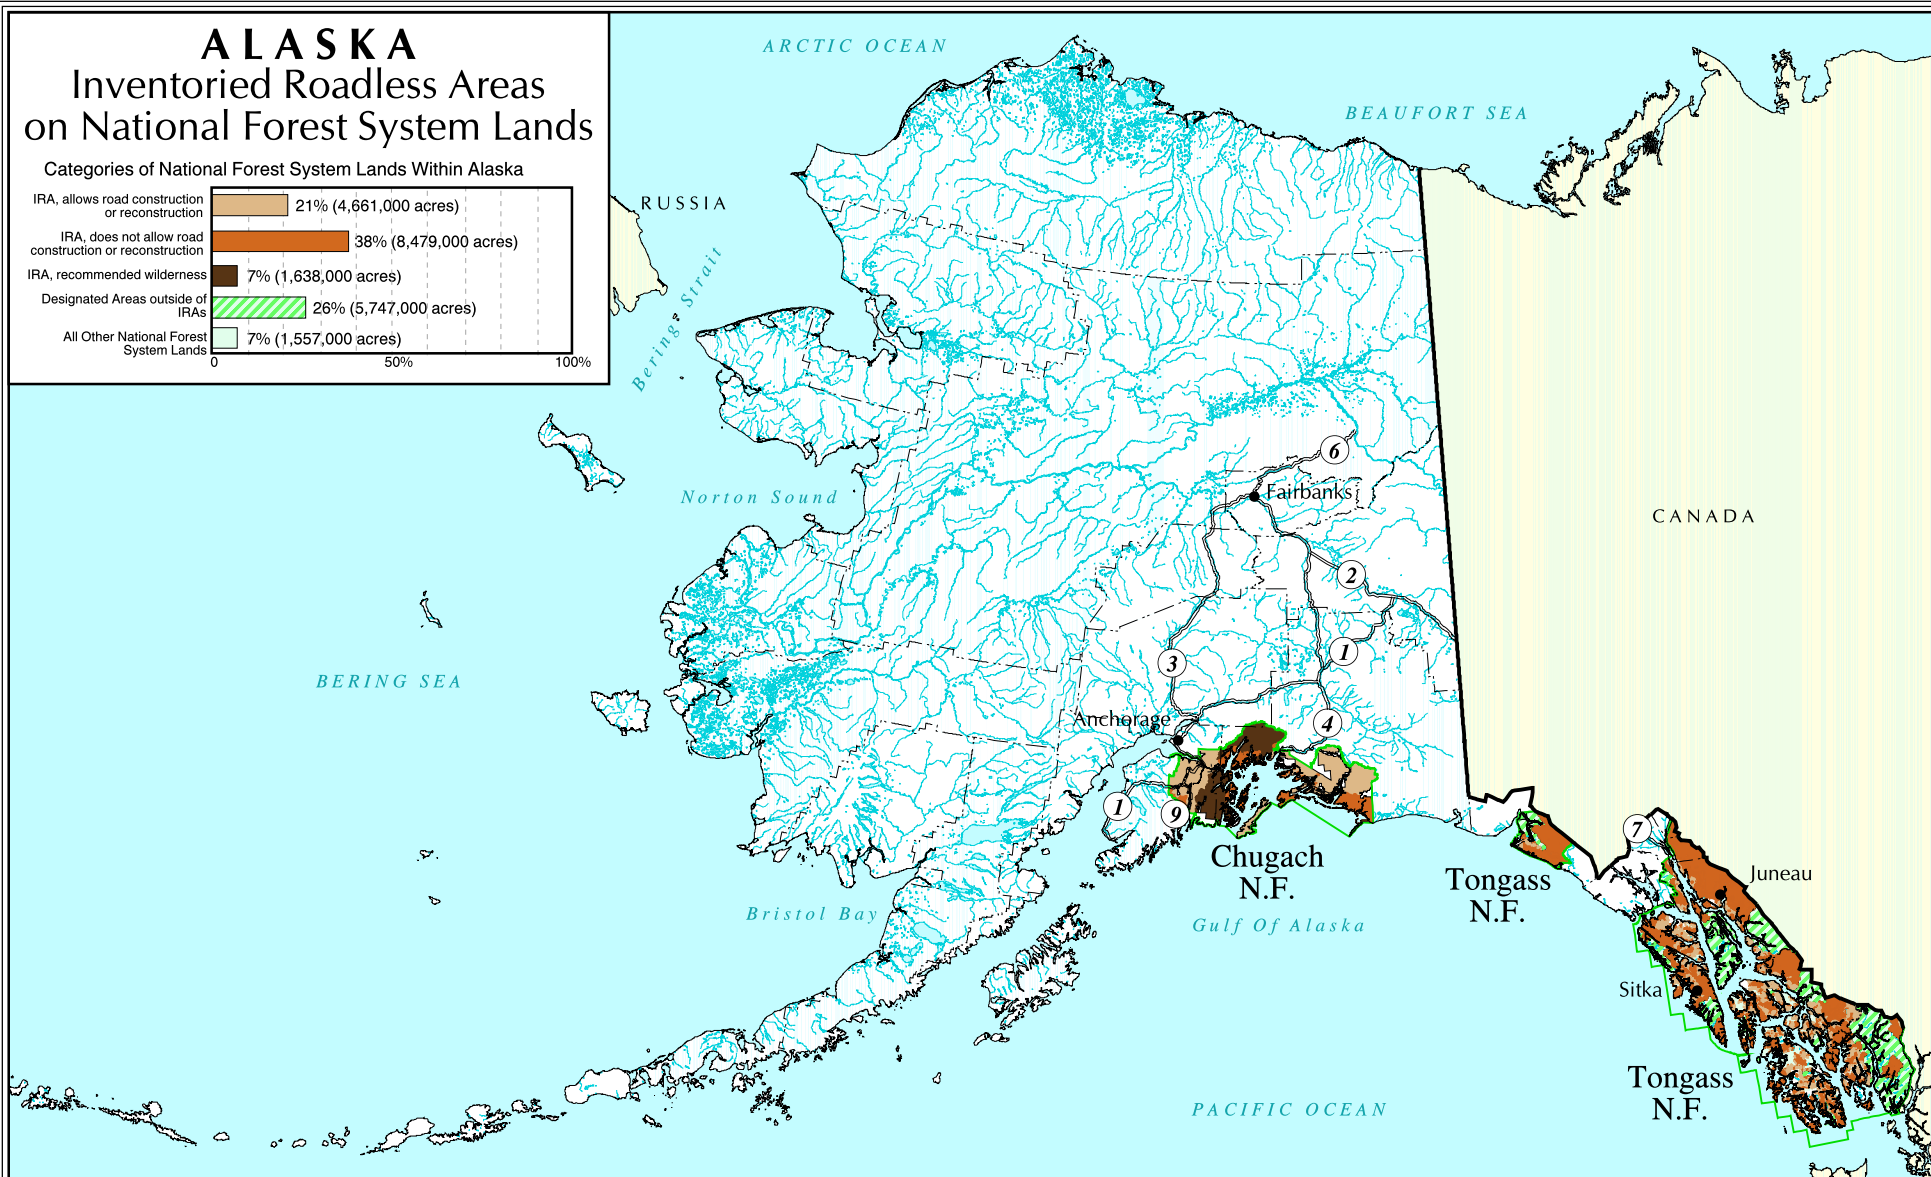 ALASKA
Inventoried Roadless Areas
on National Forest System Lands
Categories of National Forest System Lands Within Alaska
IRA, allows road construction
or reconstruction
21% (4,661,000 acres)
IRA, does not allow road
construction or reconstruction
38% (8,479,000 acres)
IRA, recommended wilderness
7% (1,638,000 acres)
Designated Areas outside of
IRAs
26% (5,747,000 acres)
All Other National Forest
System Lands
7% (1,557,000 acres)
0
50%
100%
ARCTIC OCEAN
BEAUFORT SEA
RUSSIA
Bering Strait
6
Norton Sound
Fairbanks
CANADA
2
1
3
BERING SEA
Anchorage
4
1
9
7
Chugach
N.F.
Tongass
N.F.
Juneau
Bristol Bay
Gulf Of Alaska
Sitka
Tongass
N.F.
PACIFIC OCEAN